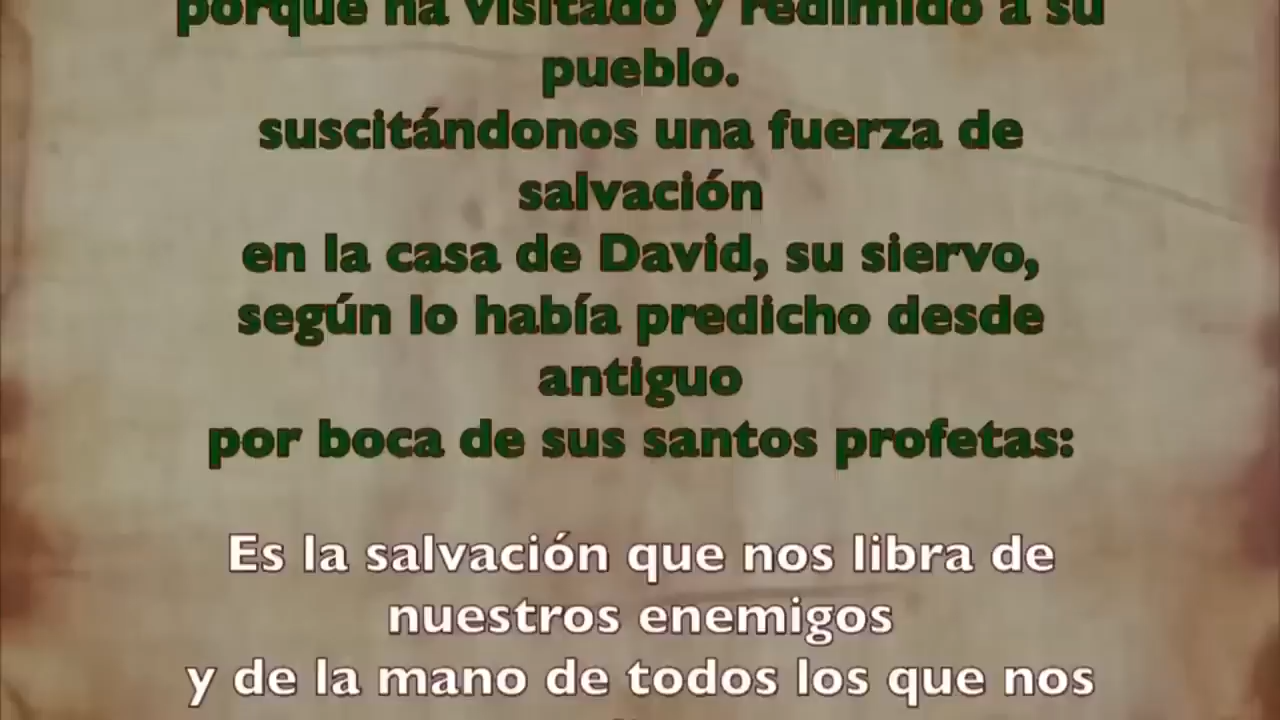 porque ha visitado y redimido a su
pueblo.
suscitándonos una fuerza de
salvación
en la casa de David, su siervo,
según lo había predicho desde
antiguo
por boca de sus santos profetas:
Es la salvación que nos libra de
nuestros enemigos
y de la mano de todos los que nos